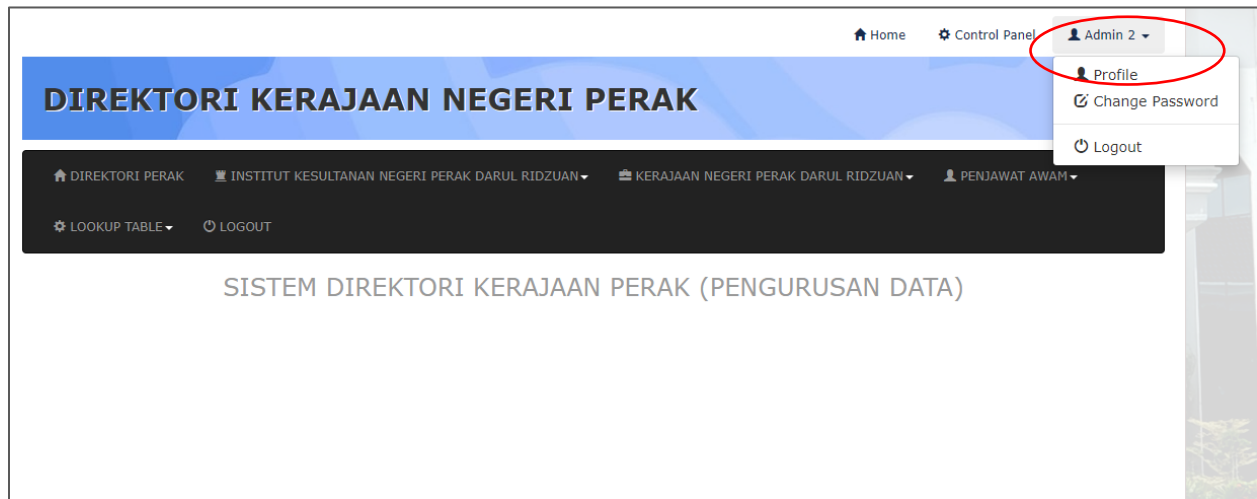 Home Control Panel Admin 2
Profile
Change Password
Logout
DIREKTORI KERAJAAN NEGERI PERAK
DIREKTORI PERAK INSTITUT KESULTANAN NEGERI PERAK DARUL RIDZUAN KERAJAAN NEGERI PERAK DARUL RIDZUAN PENJAWAT AWAM
LOOKUP TABLE LOGOUT
SISTEM DIREKTORI KERAJAAN PERAK (PENGURUSAN DATA)